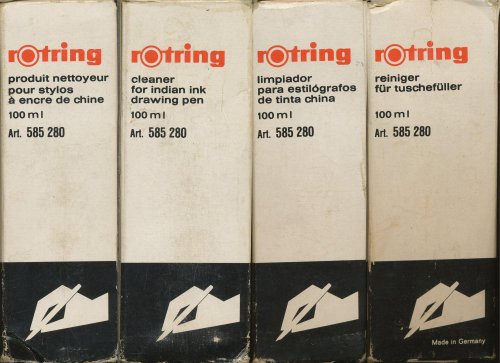 rotring
produit nettoyeur
pour stylos
à encre de chine
100 ml
Art. 585 280
rotring
cleaner
for indian ink
drawing pen
100 ml
Art. 585 280
rotring
limpiador
para estilógrafos
de tinta china
100 ml
Art. 585 280
rotring
reiniger
für tuschefüller
100 ml
Art. 585 280
Made in Germany